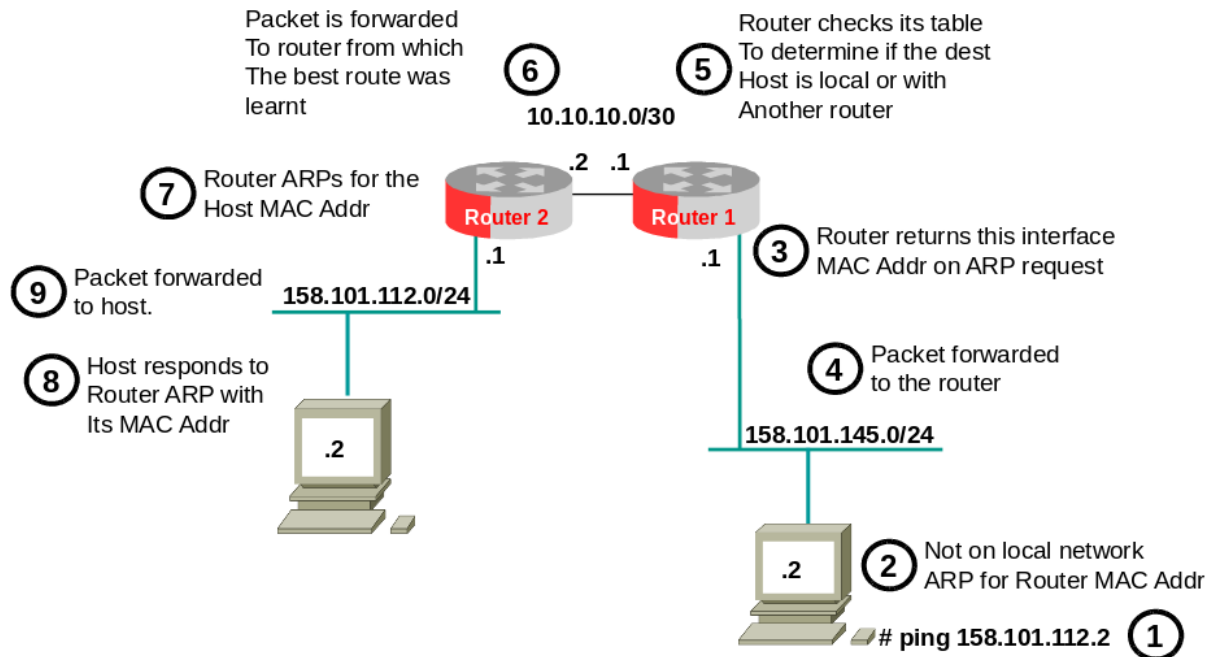 Packet is forwarded
To router from which
The best route was
learnt
6
5
Router checks its table
To determine if the dest
Host is local or with
Another router
10.10.10.0/30
.2
.1
7
Router ARPs for the
Host MAC Addr
Router 2
Router 1
.1
.1
3
Router returns this interface
MAC Addr on ARP request
9
Packet forwarded
to host.
158.101.112.0/24
8
Host responds to
Router ARP with
Its MAC Addr
4
Packet forwarded
to the router
.2
158.101.145.0/24
.2
2
Not on local network
ARP for Router MAC Addr
# ping 158.101.112.2
1